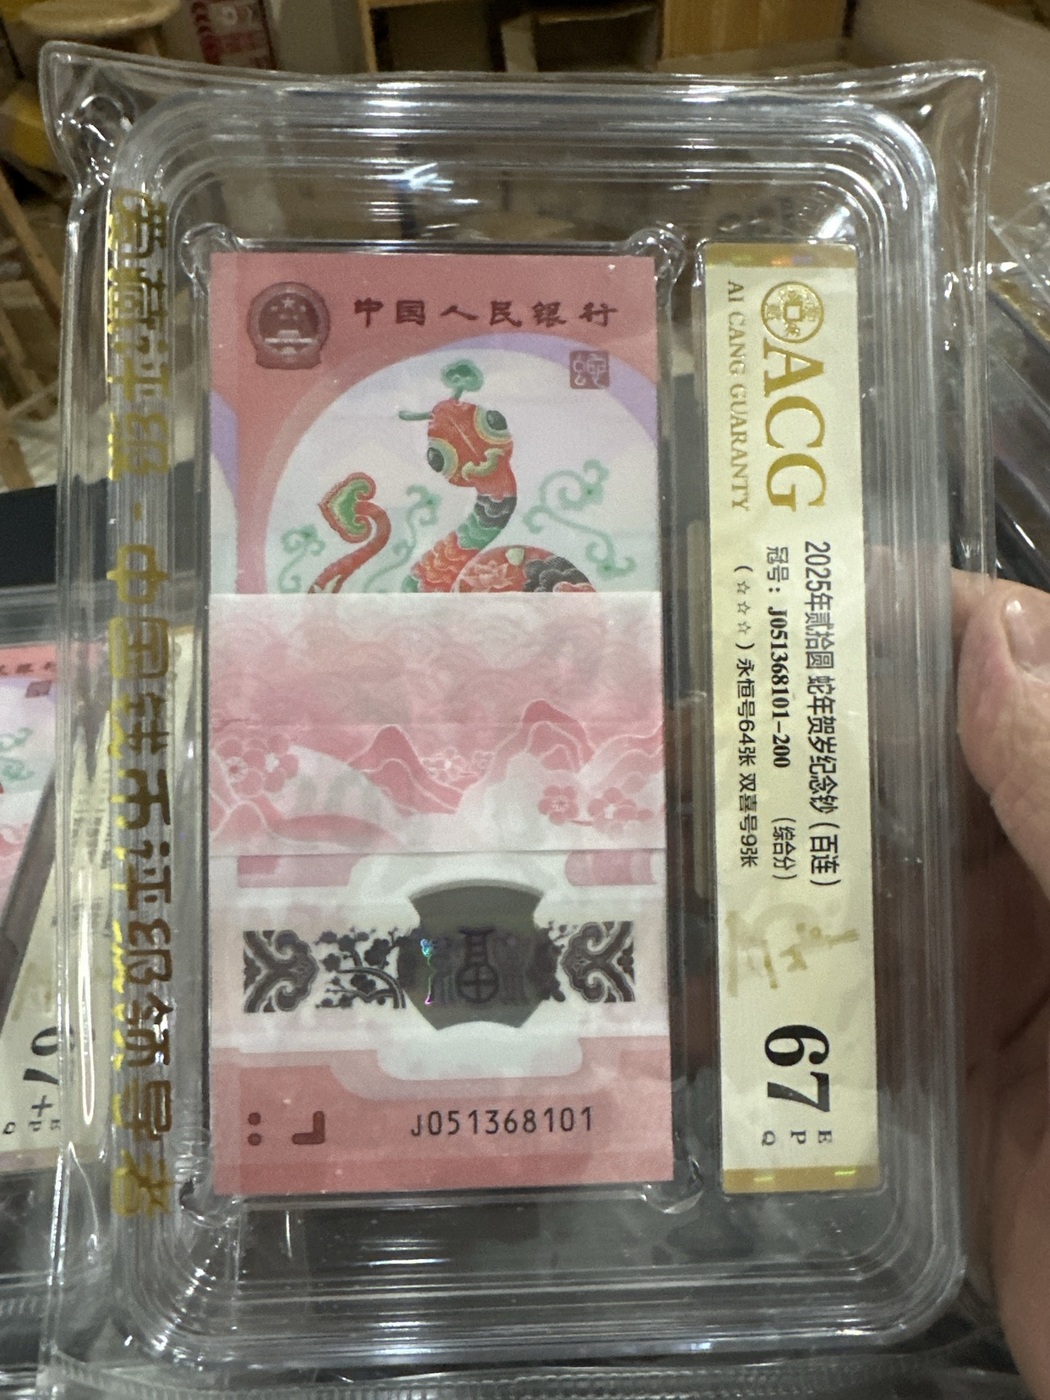 爱藏评级 - 中国纸币评级领导者
中国人民银行
福
J051368101
ACG
AI CANG GUARANTY
2025年贰拾圆 蛇年贺岁纪念钞（百连）
冠号：J051368101-200 （综合分）
（☆☆☆）永恒号64张 双喜号9张
67
E
P
Q